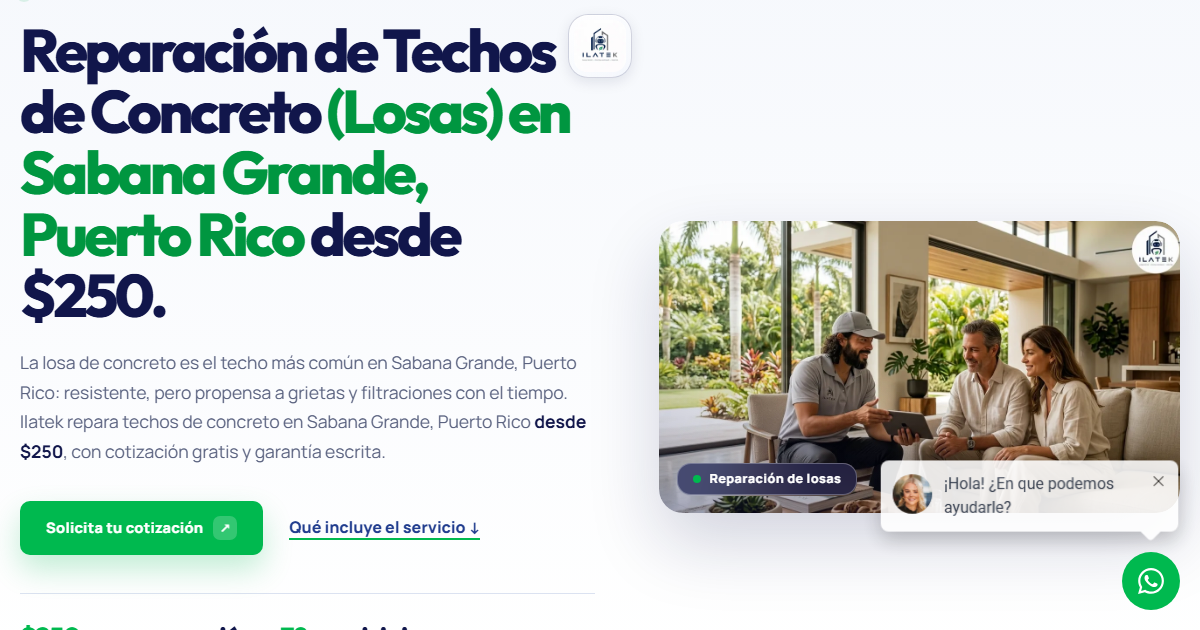 Reparación de Techos
de Concreto (Losas) en
Sabana Grande,
Puerto Rico desde
$250.
ILATEK
La losa de concreto es el techo más común en Sabana Grande, Puerto
Rico: resistente, pero propensa a grietas y filtraciones con el tiempo.
Ilatek repara techos de concreto en Sabana Grande, Puerto Rico desde
$250, con cotización gratis y garantía escrita.
Solicita tu cotización ↗
Qué incluye el servicio ↓
ILATEK
Reparación de losas
¡Hola! ¿En que podemos
ayudarle?